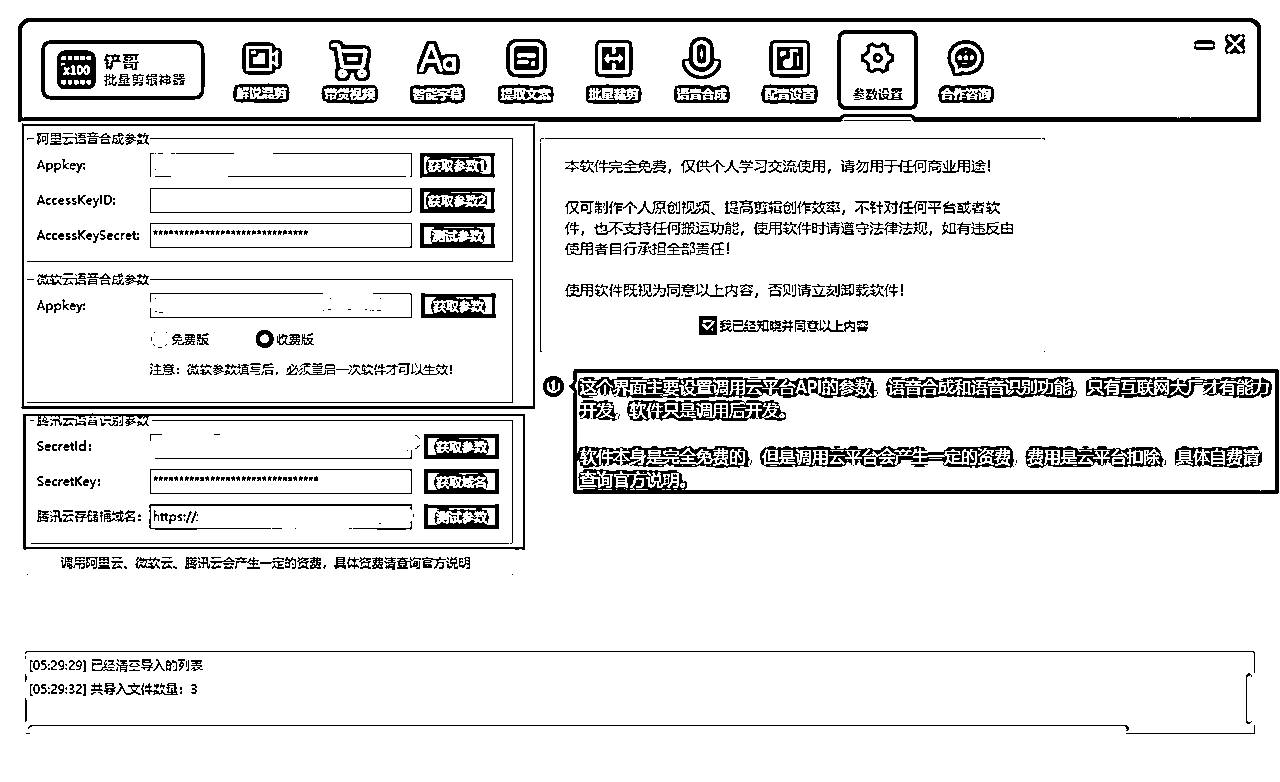 x100
铲哥
批量剪辑神器
解说混剪
带货视频
智能字幕
提取文案
批量裁剪
语音合成
配音设置
参数设置
合作咨询
阿里云语音合成参数
Appkey:
获取参数1
AccessKeyID:
获取参数2
AccessKeySecret:
******************************
测试参数
微软云语音合成参数
Appkey:
获取参数
免费版
收费版
注意：微软参数填写后，必须重启一次软件才可以生效！
腾讯云语音识别参数
SecretId:
获取参数
SecretKey:
********************************
获取域名
腾讯云存储桶域名：
https://:
测试参数
调用阿里云、微软云、腾讯云会产生一定的资费，具体资费请查询官方说明
本软件完全免费，仅供个人学习交流使用，请勿用于任何商业用途！
仅可制作个人原创视频、提高剪辑创作效率，不针对任何平台或者软
件，也不支持任何搬运功能，使用软件时请遵守法律法规，如有违反由
使用者自行承担全部责任！
使用软件既视为同意以上内容，否则请立刻卸载软件！
我已经知晓并同意以上内容
这个界面主要设置调用云平台API的参数，语音合成和语音识别功能，只有互联网大厂才有能力
开发，软件只是调用后开发。
软件本身是完全免费的，但是调用云平台会产生一定的资费，费用是云平台扣除，具体自费请
查询官方说明。
[05:29:29] 已经清空导入的列表
[05:29:32] 共导入文件数量：3